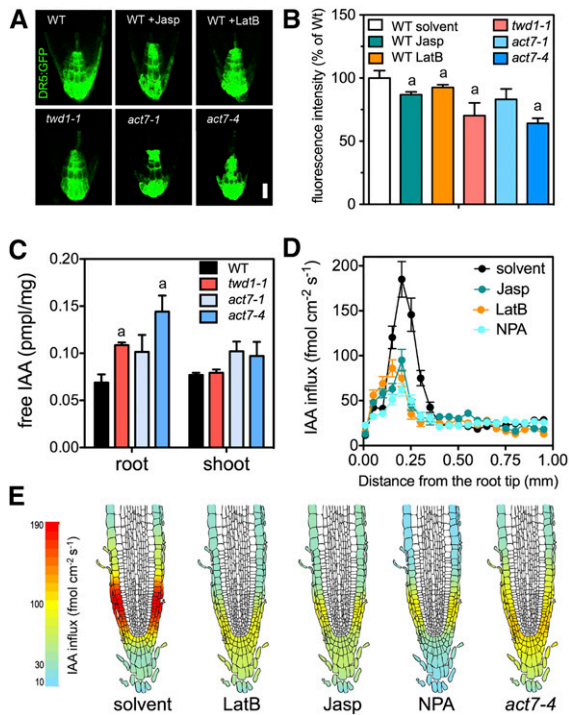 A
WT
WT +Jasp
WT +LatB
DR5:GFP
twd1-1
act7-1
act7-4
B
WT solvent
WT Jasp
WT LatB
twd1-1
act7-1
act7-4
fluorescence intensity (% of Wt)
150
100
75
50
25
0
a
a
a
a
C
free IAA (pmpl/mg)
0.20
0.15
0.10
0.05
0.00
WT
twd1-1
act7-1
act7-4
a
a
root
shoot
D
IAA influx (fmol cm⁻² s⁻¹)
200
150
100
50
0
solvent
Jasp
LatB
NPA
0.00
0.25
0.50
0.75
1.00
Distance from the root tip (mm)
E
190
100
30
10
IAA influx (fmol cm⁻² s⁻¹)
solvent
LatB
Jasp
NPA
act7-4